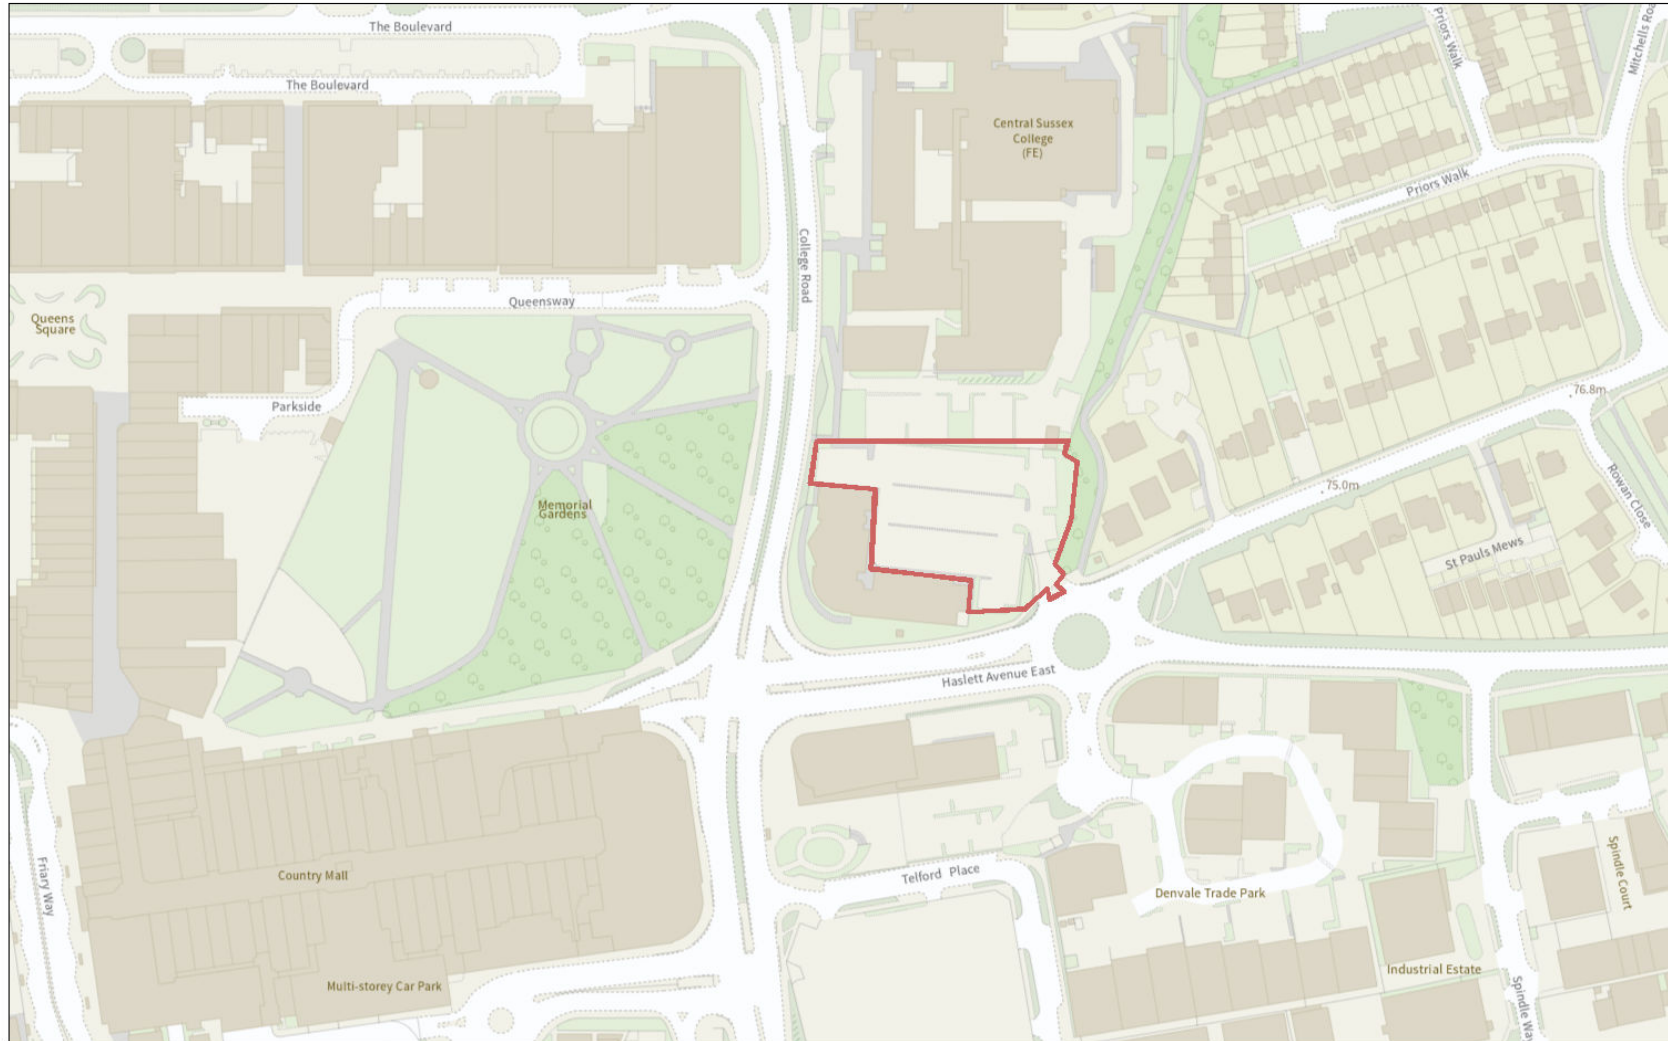 The Boulevard
The Boulevard
Priors Walk
Mitchells Roa
Central Sussex
College
(FE)
Priors Walk
College Road
Queensway
Queens
Square
Parkside
76.8m
75.0m
Memorial
Gardens
Rowan Close
St Pauls Mews
Haslett Avenue East
Friary Way
Country Mall
Telford Place
Denvale Trade Park
Spindle Court
Multi-storey Car Park
Industrial Estate
Spindle Way